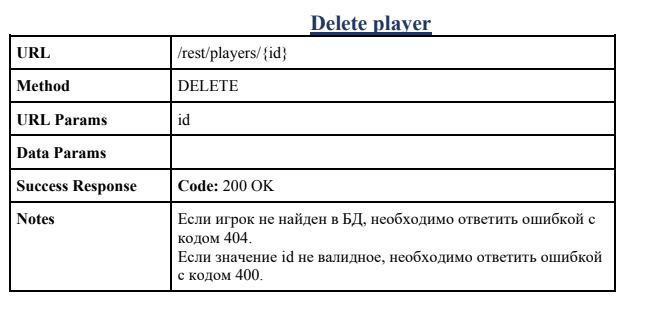 Delete player
URL /rest/players/{id}
Method DELETE
URL Params id
Data Params
Success Response Code: 200 OK
Notes Если игрок не найден в БД, необходимо ответить ошибкой с
кодом 404.
Если значение id не валидное, необходимо ответить ошибкой
с кодом 400.